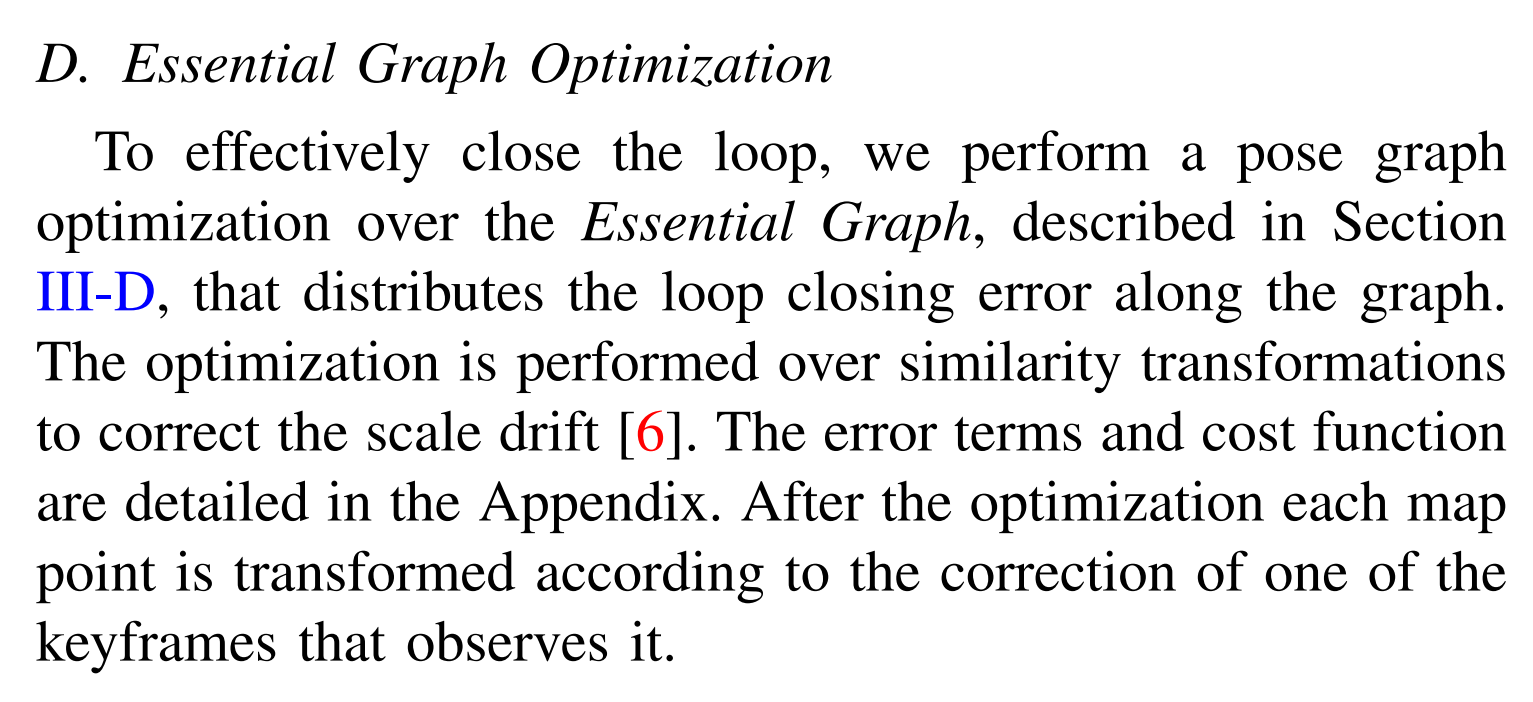 D. Essential Graph Optimization
To effectively close the loop, we perform a pose graph
optimization over the Essential Graph, described in Section
III-D, that distributes the loop closing error along the graph.
The optimization is performed over similarity transformations
to correct the scale drift [6]. The error terms and cost function
are detailed in the Appendix. After the optimization each map
point is transformed according to the correction of one of the
keyframes that observes it.